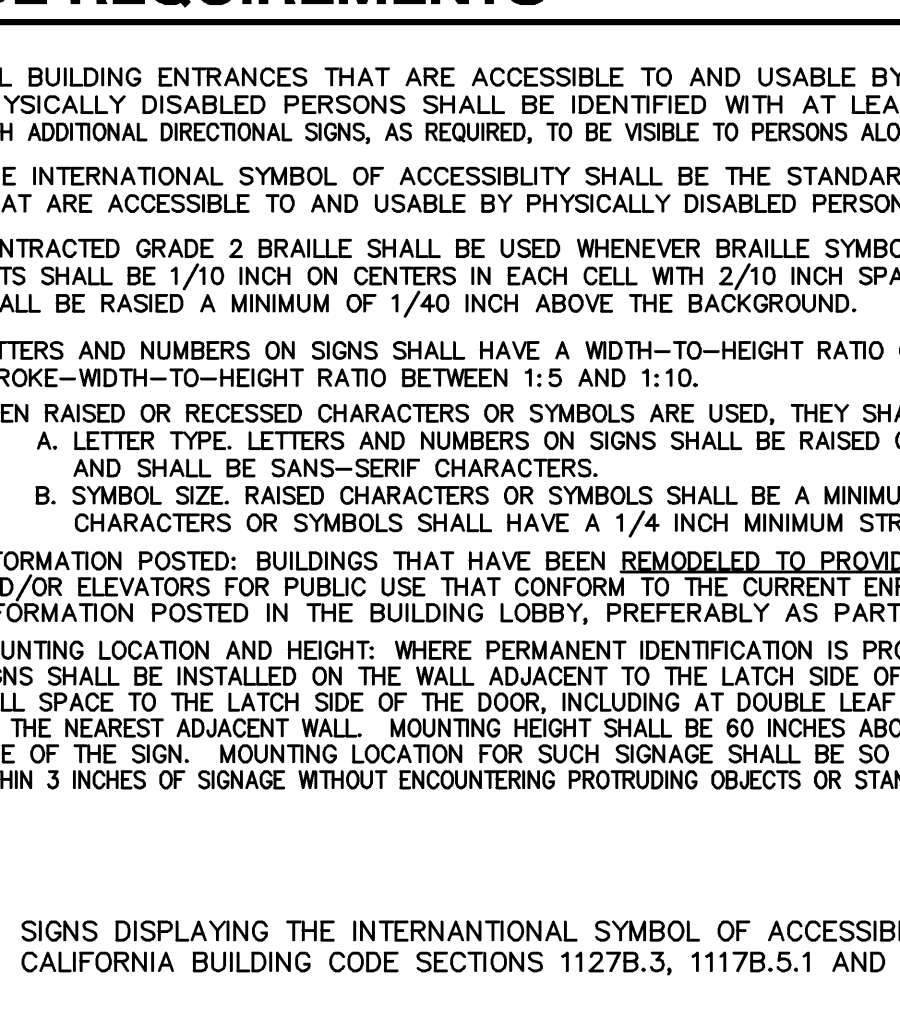 REQUIREMENTS
L BUILDING ENTRANCES THAT ARE ACCESSIBLE TO AND USABLE BY
YSICALLY DISABLED PERSONS SHALL BE IDENTIFIED WITH AT LEA
H ADDITIONAL DIRECTIONAL SIGNS, AS REQUIRED, TO BE VISIBLE TO PERSONS ALO
E INTERNATIONAL SYMBOL OF ACCESSIBLITY SHALL BE THE STANDAR
AT ARE ACCESSIBLE TO AND USABLE BY PHYSICALLY DISABLED PERSON
NTRACTED GRADE 2 BRAILLE SHALL BE USED WHENEVER BRAILLE SYMBO
TS SHALL BE 1/10 INCH ON CENTERS IN EACH CELL WITH 2/10 INCH SPA
ALL BE RASIED A MINIMUM OF 1/40 INCH ABOVE THE BACKGROUND.
TTERS AND NUMBERS ON SIGNS SHALL HAVE A WIDTH–TO–HEIGHT RATIO
ROKE–WIDTH–TO–HEIGHT RATIO BETWEEN 1:5 AND 1:10.
EN RAISED OR RECESSED CHARACTERS OR SYMBOLS ARE USED, THEY SHA
A. LETTER TYPE. LETTERS AND NUMBERS ON SIGNS SHALL BE RAISED
AND SHALL BE SANS–SERIF CHARACTERS.
B. SYMBOL SIZE. RAISED CHARACTERS OR SYMBOLS SHALL BE A MINIMU
CHARACTERS OR SYMBOLS SHALL HAVE A 1/4 INCH MINIMUM STR
FORMATION POSTED: BUILDINGS THAT HAVE BEEN REMODELED TO PROVID
D/OR ELEVATORS FOR PUBLIC USE THAT CONFORM TO THE CURRENT ENF
FORMATION POSTED IN THE BUILDING LOBBY, PREFERABLY AS PART
UNTING LOCATION AND HEIGHT: WHERE PERMANENT IDENTIFICATION IS PRO
GNS SHALL BE INSTALLED ON THE WALL ADJACENT TO THE LATCH SIDE OF
LL SPACE TO THE LATCH SIDE OF THE DOOR, INCLUDING AT DOUBLE LEAF
THE NEAREST ADJACENT WALL. MOUNTING HEIGHT SHALL BE 60 INCHES ABO
E OF THE SIGN. MOUNTING LOCATION FOR SUCH SIGNAGE SHALL BE SO
HIN 3 INCHES OF SIGNAGE WITHOUT ENCOUNTERING PROTRUDING OBJECTS OR STAN
SIGNS DISPLAYING THE INTERNANTIONAL SYMBOL OF ACCESSIBI
CALIFORNIA BUILDING CODE SECTIONS 1127B.3, 1117B.5.1 AND